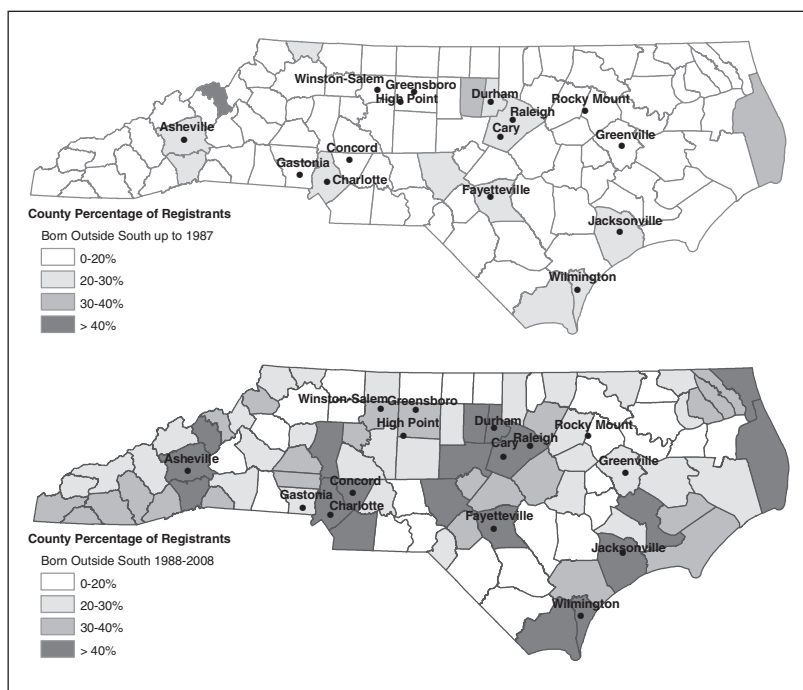 Winston-Salem
Greensboro
High Point
Durham
Raleigh
Cary
Rocky Mount
Greenville
Asheville
Concord
Gastonia
Charlotte
Fayetteville
Jacksonville
Wilmington
County Percentage of Registrants
Born Outside South up to 1987
0-20%
20-30%
30-40%
> 40%
Winston-Salem
Greensboro
High Point
Durham
Raleigh
Cary
Rocky Mount
Greenville
Asheville
Concord
Gastonia
Charlotte
Fayetteville
Jacksonville
Wilmington
County Percentage of Registrants
Born Outside South 1988-2008
0-20%
20-30%
30-40%
> 40%